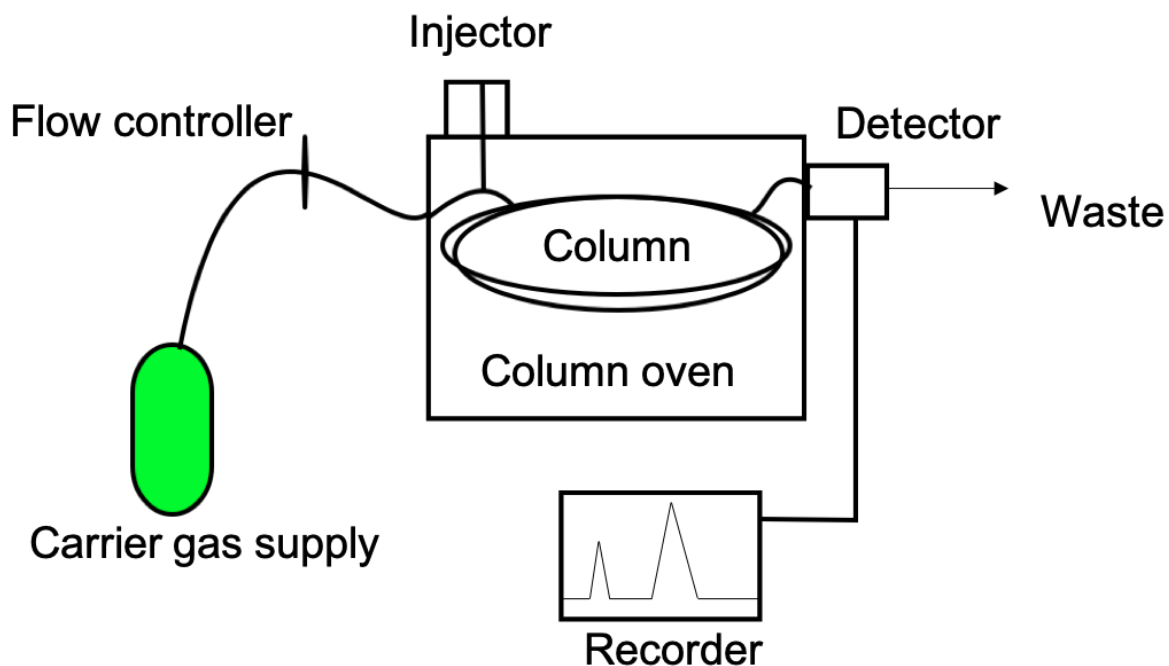 Injector
Flow controller
Detector
Waste
Column
Column oven
Carrier gas supply
Recorder